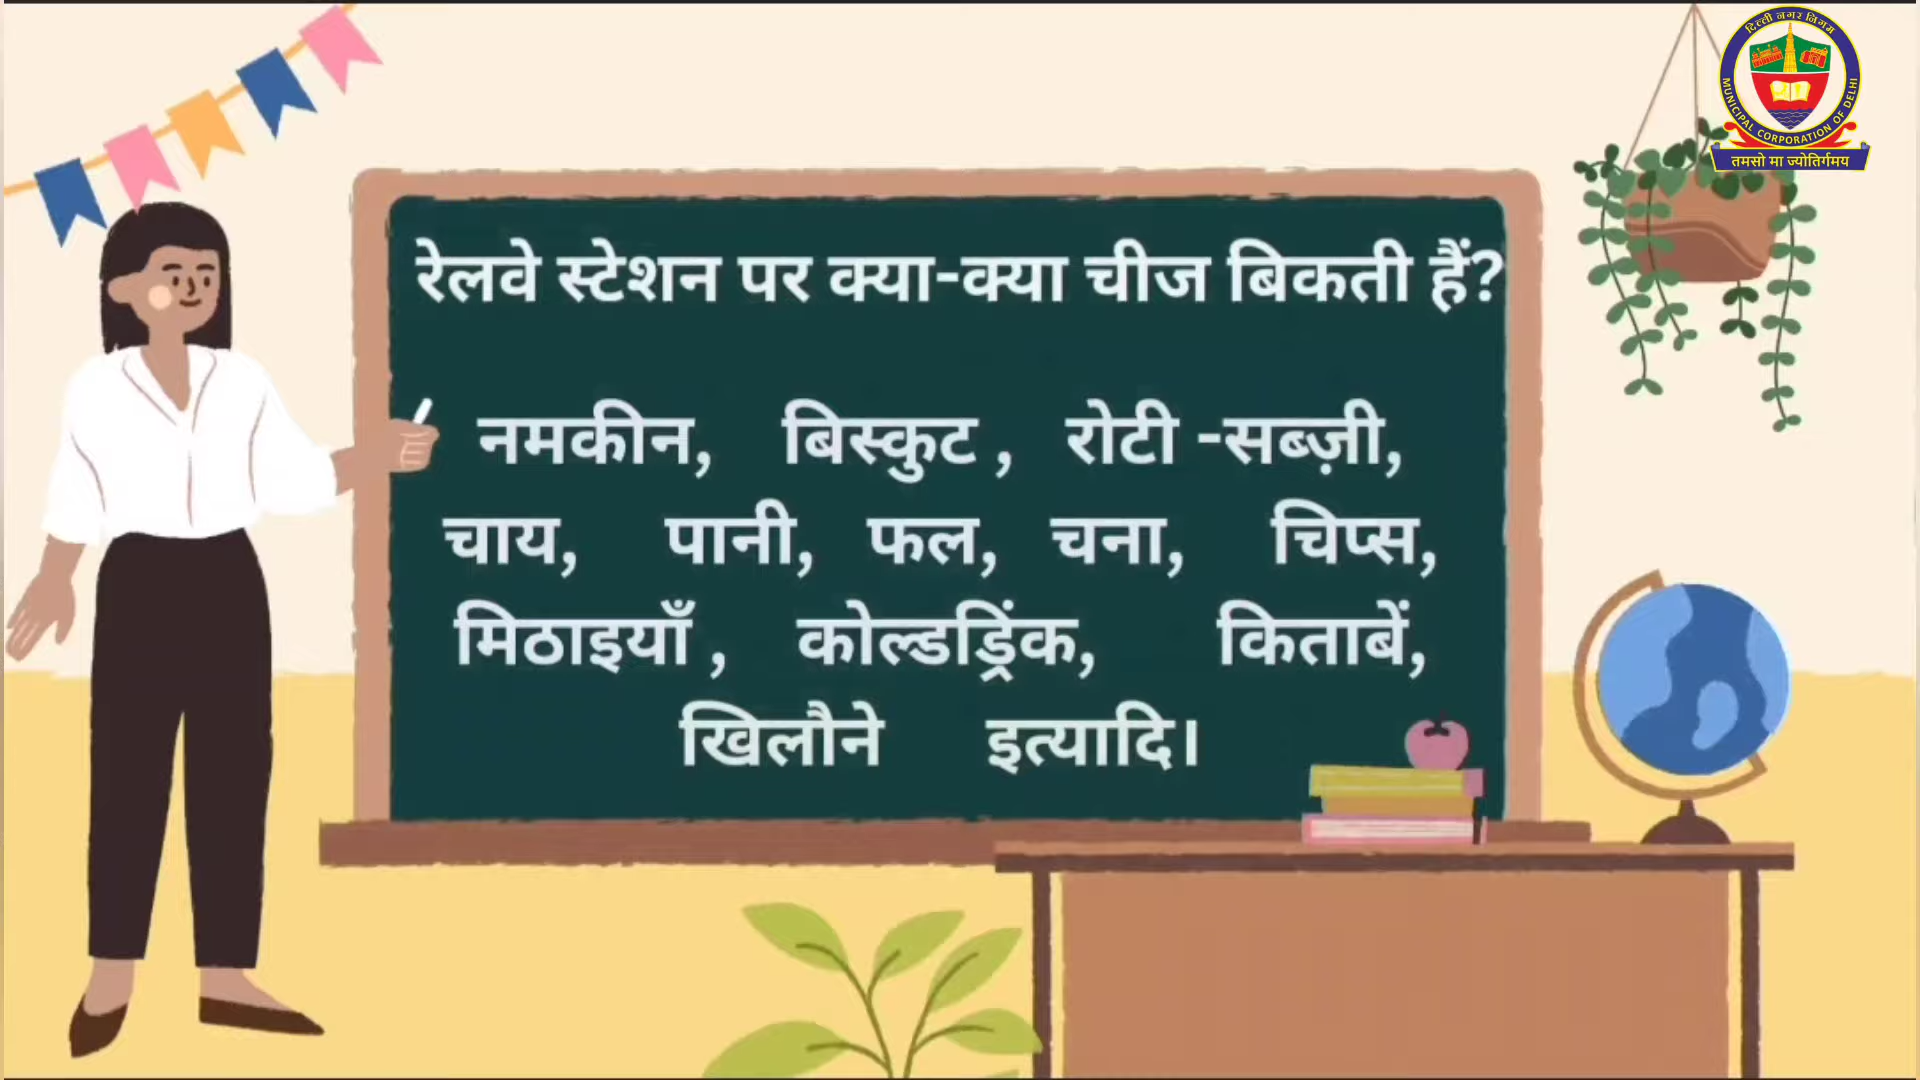 दिल्ली नगर निगम
MUNICIPAL CORPORATION OF DELHI
तमसो मा ज्योतिर्गमय
रेलवे स्टेशन पर क्या-क्या चीज बिकती हैं?
नमकीन, बिस्कुट , रोटी -सब्ज़ी,
चाय, पानी, फल, चना, चिप्स,
मिठाइयाँ , कोल्डड्रिंक, किताबें,
खिलौने इत्यादि।